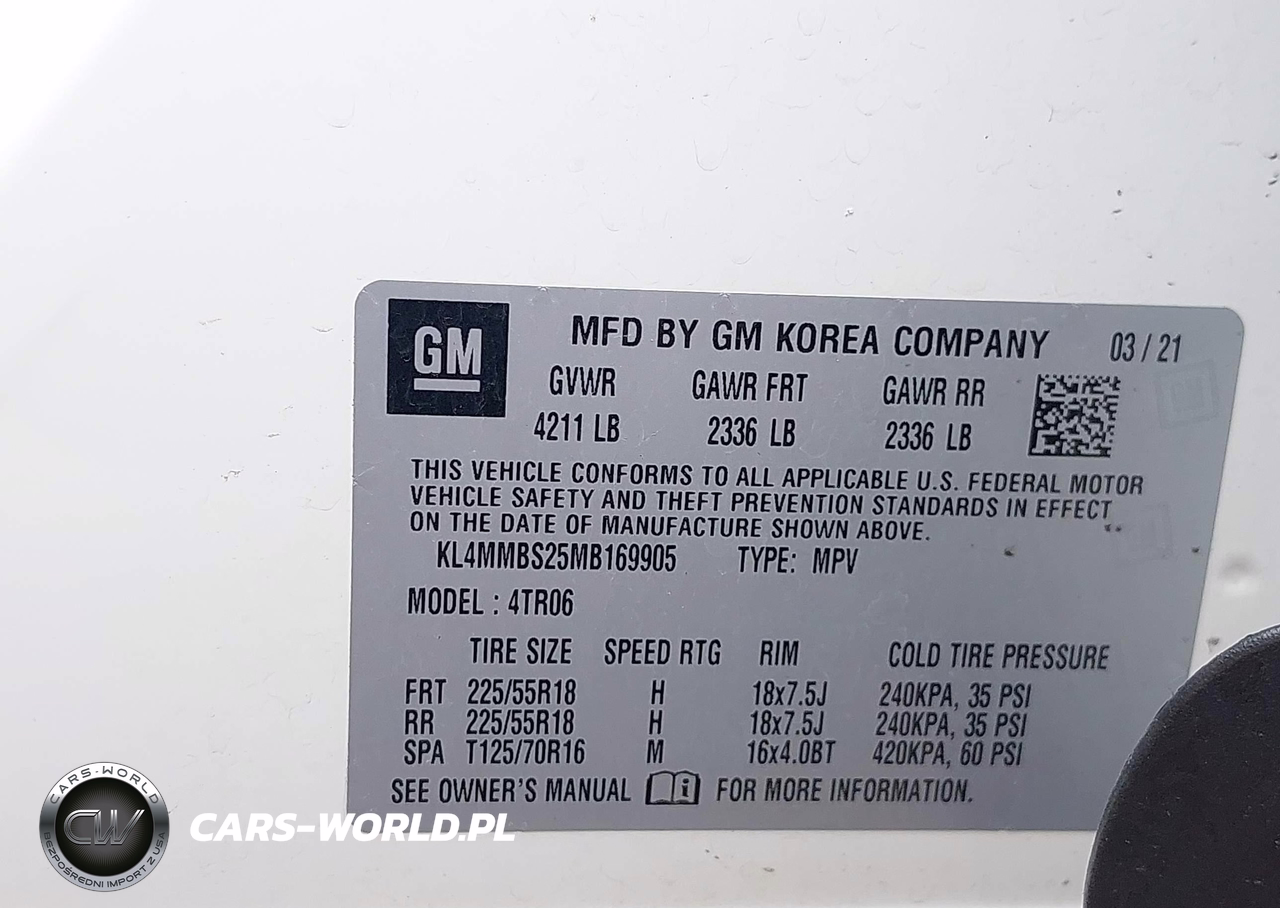 GM
MFD BY GM KOREA COMPANY 03 / 21
GVWR GAWR FRT GAWR RR
4211 LB 2336 LB 2336 LB
THIS VEHICLE CONFORMS TO ALL APPLICABLE U.S. FEDERAL MOTOR
VEHICLE SAFETY AND THEFT PREVENTION STANDARDS IN EFFECT
ON THE DATE OF MANUFACTURE SHOWN ABOVE.
KL4MMBS25MB169905 TYPE: MPV
MODEL : 4TR06
TIRE SIZE SPEED RTG RIM COLD TIRE PRESSURE
FRT 225/55R18 H 18x7.5J 240KPA, 35 PSI
RR 225/55R18 H 18x7.5J 240KPA, 35 PSI
SPA T125/70R16 M 16x4.0BT 420KPA, 60 PSI
SEE OWNER'S MANUAL i FOR MORE INFORMATION.
CARS-WORLD
CW
BEZPOŚREDNI IMPORT Z USA
CARS-WORLD.PL